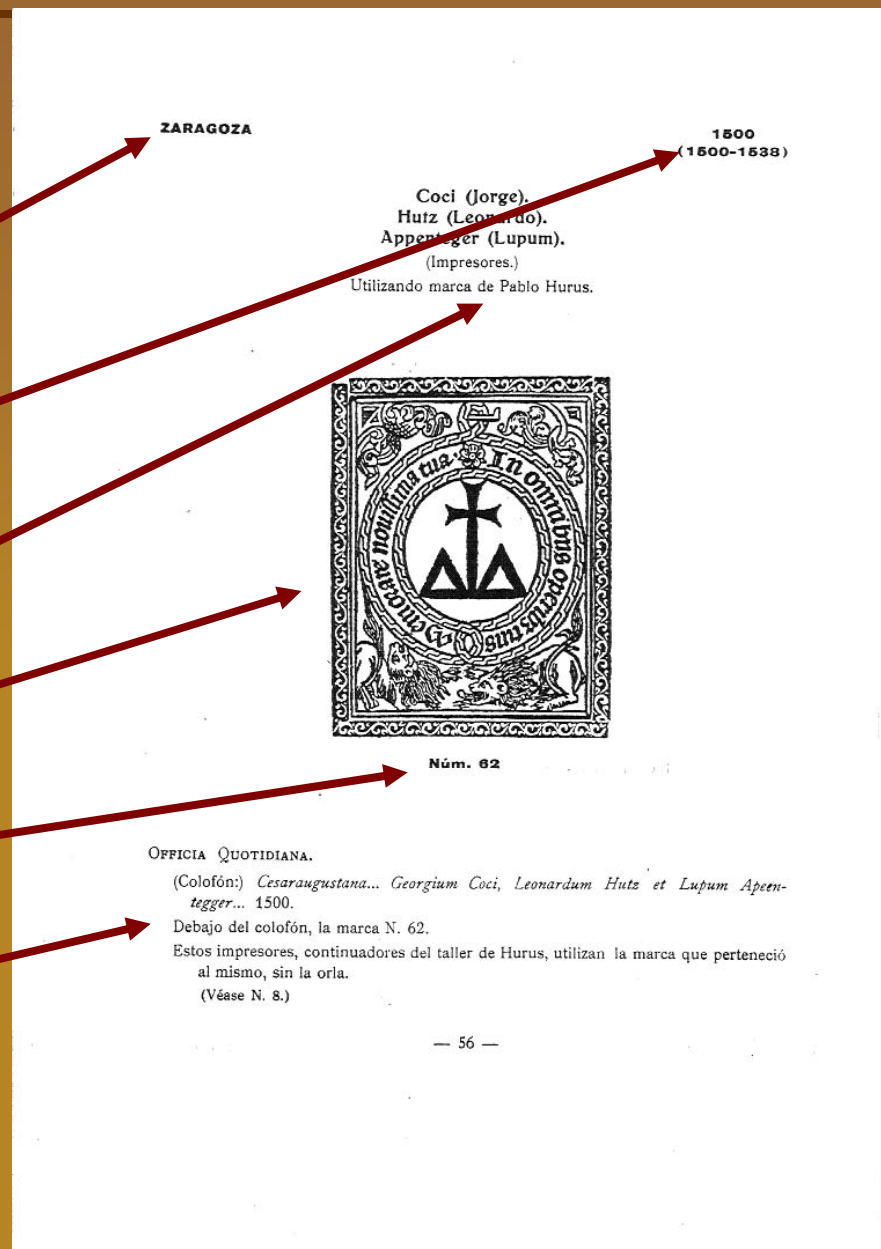 ZARAGOZA
1500
(1500-1538)
Coci (Jorge).
Hutz (Leonardo).
Appenteger (Lupum).
(Impresores.)
Utilizando marca de Pablo Hurus.
In omnibus operibus tuis
Memorare nouissima tua
Núm. 62
OFFICIA QUOTIDIANA.
(Colofón:) Cesaraugustana... Georgium Coci, Leonardum Hutz et Lupum Apeen-
tegger... 1500.
Debajo del colofón, la marca N. 62.
Estos impresores, continuadores del taller de Hurus, utilizan la marca que perteneció
al mismo, sin la orla.
(Véase N. 8.)
— 56 —